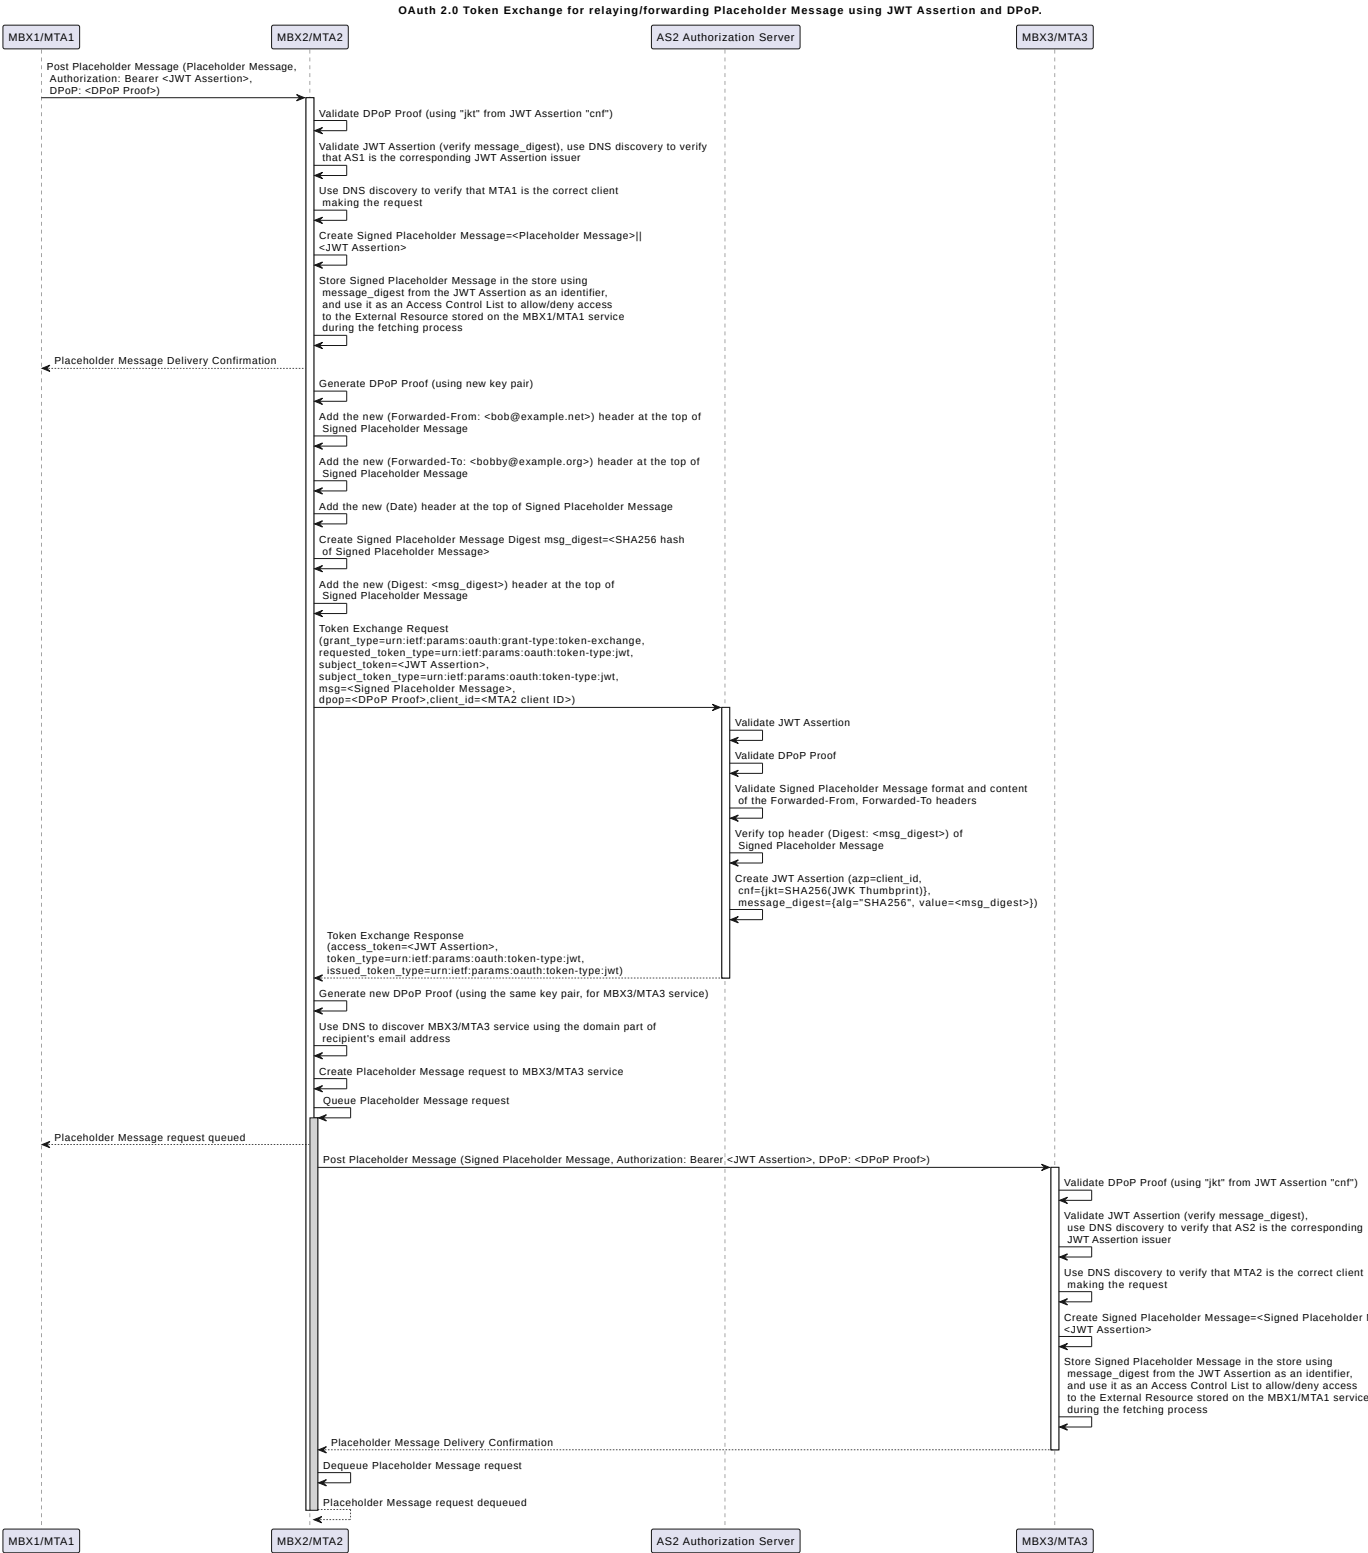 OAuth 2.0 Token Exchange for relaying/forwarding Placeholder Message using JWT Assertion and DPoP.
MBX1/MTA1
MBX2/MTA2
AS2 Authorization Server
MBX3/MTA3
Post Placeholder Message (Placeholder Message,
Authorization: Bearer <JWT Assertion>,
DPoP: <DPoP Proof>)
Validate DPoP Proof (using "jkt" from JWT Assertion "cnf")
Validate JWT Assertion (verify message_digest), use DNS discovery to verify
that AS1 is the corresponding JWT Assertion issuer
Use DNS discovery to verify that MTA1 is the correct client
making the request
Create Signed Placeholder Message=<Placeholder Message>||
<JWT Assertion>
Store Signed Placeholder Message in the store using
message_digest from the JWT Assertion as an identifier,
and use it as an Access Control List to allow/deny access
to the External Resource stored on the MBX1/MTA1 service
during the fetching process
Placeholder Message Delivery Confirmation
Generate DPoP Proof (using new key pair)
Add the new (Forwarded-From: <bob@example.net>) header at the top of
Signed Placeholder Message
Add the new (Forwarded-To: <bobby@example.org>) header at the top of
Signed Placeholder Message
Add the new (Date) header at the top of Signed Placeholder Message
Create Signed Placeholder Message Digest msg_digest=<SHA256 hash
of Signed Placeholder Message>
Add the new (Digest: <msg_digest>) header at the top of
Signed Placeholder Message
Token Exchange Request
(grant_type=urn:ietf:params:oauth:grant-type:token-exchange,
requested_token_type=urn:ietf:params:oauth:token-type:jwt,
subject_token=<JWT Assertion>,
subject_token_type=urn:ietf:params:oauth:token-type:jwt,
msg=<Signed Placeholder Message>,
dpop=<DPoP Proof>,client_id=<MTA2 client ID>)
Validate JWT Assertion
Validate DPoP Proof
Validate Signed Placeholder Message format and content
of the Forwarded-From, Forwarded-To headers
Verify top header (Digest: <msg_digest>) of
Signed Placeholder Message
Create JWT Assertion (azp=client_id,
cnf={jkt=SHA256(JWK Thumbprint)},
message_digest={alg="SHA256", value=<msg_digest>})
Token Exchange Response
(access_token=<JWT Assertion>,
token_type=urn:ietf:params:oauth:token-type:jwt,
issued_token_type=urn:ietf:params:oauth:token-type:jwt)
Generate new DPoP Proof (using the same key pair, for MBX3/MTA3 service)
Use DNS to discover MBX3/MTA3 service using the domain part of
recipient's email address
Create Placeholder Message request to MBX3/MTA3 service
Queue Placeholder Message request
Placeholder Message request queued
Post Placeholder Message (Signed Placeholder Message, Authorization: Bearer <JWT Assertion>, DPoP: <DPoP Proof>)
Validate DPoP Proof (using "jkt" from JWT Assertion "cnf")
Validate JWT Assertion (verify message_digest),
use DNS discovery to verify that AS2 is the corresponding
JWT Assertion issuer
Use DNS discovery to verify that MTA2 is the correct client
making the request
Create Signed Placeholder Message=<Signed Placeholder
<JWT Assertion>
Store Signed Placeholder Message in the store using
message_digest from the JWT Assertion as an identifier,
and use it as an Access Control List to allow/deny access
to the External Resource stored on the MBX1/MTA1 service
during the fetching process
Placeholder Message Delivery Confirmation
Dequeue Placeholder Message request
Placeholder Message request dequeued
MBX1/MTA1
MBX2/MTA2
AS2 Authorization Server
MBX3/MTA3